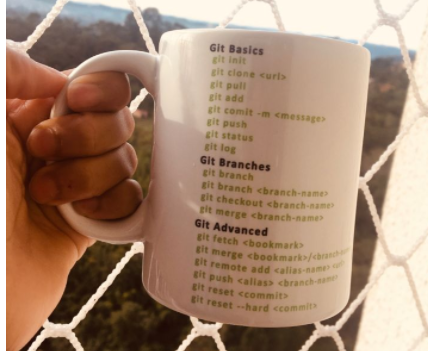 Git Basics
git init
git clone <url>
git pull
git add
git comit -m <message>
git push
git status
git log
Git Branches
git branch
git branch <branch-name>
git checkout <branch-name>
git merge <branch-name>
Git Advanced
git fetch <bookmark>
git merge <bookmark>/
git remote add <alias-name>
git push <alias> <branch-name>
git reset <commit>
git reset --hard <commit>